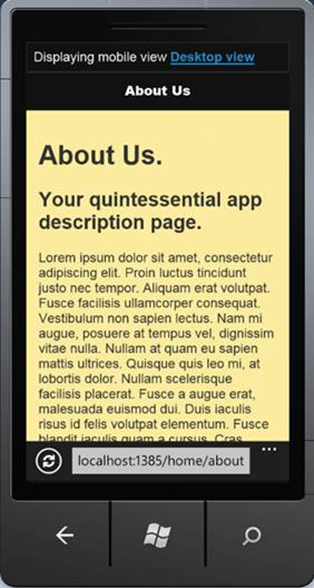 Displaying mobile view Desktop view
About Us
About Us.
Your quintessential app
description page.
Lorem ipsum dolor sit amet, consectetur
adipiscing elit. Proin luctus tincidunt
justo nec tempor. Aliquam erat volutpat.
Fusce facilisis ullamcorper consequat.
Vestibulum non sapien lectus. Nam mi
augue, posuere at tempus vel, dignissim
vitae nulla. Nullam at quam eu sapien
mattis ultrices. Quisque quis leo mi, at
lobortis dolor. Nullam scelerisque
facilisis placerat. Fusce a augue erat,
malesuada euismod dui. Duis iaculis
risus id felis volutpat elementum. Fusce
blandit iaculis quam a cursus. Cras
localhost:1385/home/about